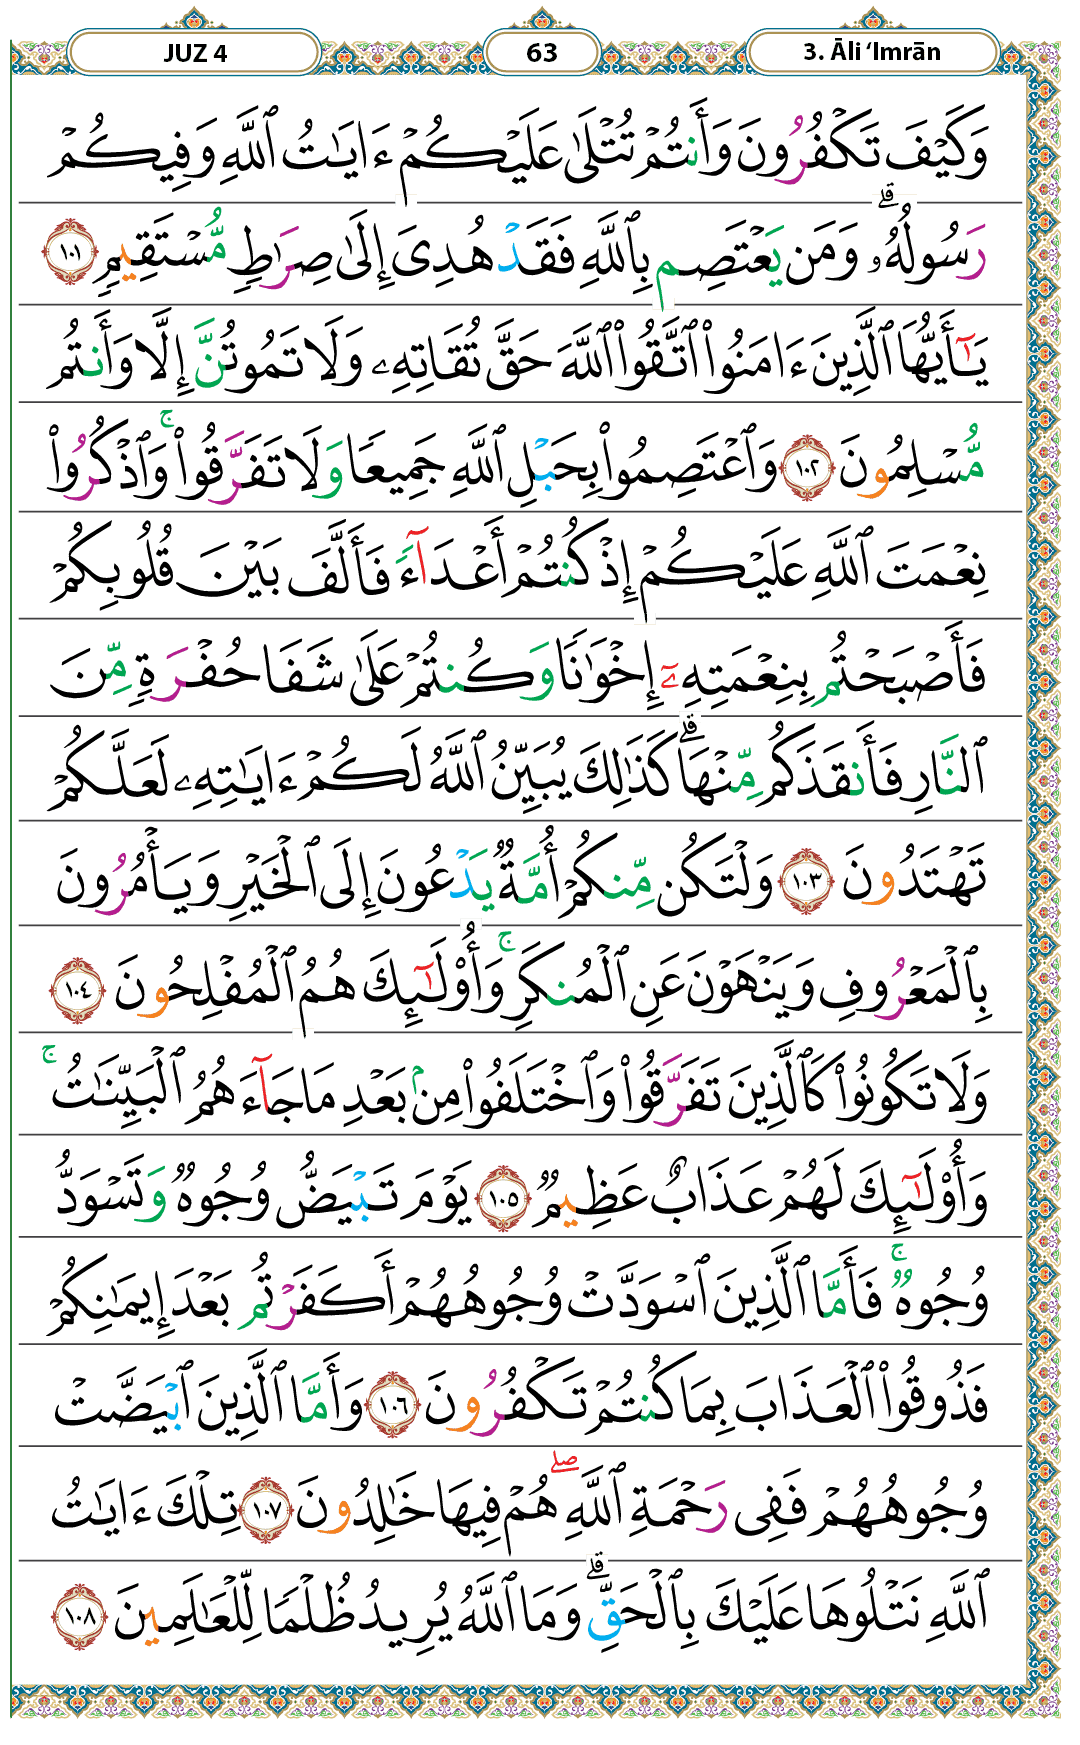 JUZ 4 63 3. Āli ‘Imrān
وَكَيْفَ تَكْفُرُونَ وَأَنتُمْ تُتْلَىٰ عَلَيْكُمْ ءَايَـٰتُ ٱللَّهِ وَفِيكُمْ
رَسُولُهُۥ ۗ وَمَن يَعْتَصِم بِٱللَّهِ فَقَدْ هُدِىَ إِلَىٰ صِرَٰطٍ مُّسْتَقِيمٍ ١٠١
يَـٰٓأَيُّهَا ٱلَّذِينَ ءَامَنُوا۟ ٱتَّقُوا۟ ٱللَّهَ حَقَّ تُقَاتِهِۦ وَلَا تَمُوتُنَّ إِلَّا وَأَنتُم
مُّسْلِمُونَ ١٠٢ وَٱعْتَصِمُوا۟ بِحَبْلِ ٱللَّهِ جَمِيعًا وَلَا تَفَرَّقُوا۟ ۚ وَٱذْكُرُوا۟
نِعْمَتَ ٱللَّهِ عَلَيْكُمْ إِذْ كُنتُمْ أَعْدَآءً فَأَلَّفَ بَيْنَ قُلُوبِكُمْ
فَأَصْبَحْتُم بِنِعْمَتِهِۦٓ إِخْوَٰنًا وَكُنتُمْ عَلَىٰ شَفَا حُفْرَةٍ مِّنَ
ٱلنَّارِ فَأَنقَذَكُم مِّنْهَا ۗ كَذَٰلِكَ يُبَيِّنُ ٱللَّهُ لَكُمْ ءَايَـٰتِهِۦ لَعَلَّكُمْ
تَهْتَدُونَ ١٠٣ وَلْتَكُن مِّنكُمْ أُمَّةٌ يَدْعُونَ إِلَى ٱلْخَيْرِ وَيَأْمُرُونَ
بِٱلْمَعْرُوفِ وَيَنْهَوْنَ عَنِ ٱلْمُنكَرِ ۚ وَأُو۟لَـٰٓئِكَ هُمُ ٱلْمُفْلِحُونَ ١٠٤
وَلَا تَكُونُوا۟ كَٱلَّذِينَ تَفَرَّقُوا۟ وَٱخْتَلَفُوا۟ مِنۢ بَعْدِ مَا جَآءَهُمُ ٱلْبَيِّنَـٰتُ ۚ
وَأُو۟لَـٰٓئِكَ لَهُمْ عَذَابٌ عَظِيمٌ ١٠٥ يَوْمَ تَبْيَضُّ وُجُوهٌ وَتَسْوَدُّ
وُجُوهٌ ۚ فَأَمَّا ٱلَّذِينَ ٱسْوَدَّتْ وُجُوهُهُمْ أَكَفَرْتُم بَعْدَ إِيمَـٰنِكُمْ
فَذُوقُوا۟ ٱلْعَذَابَ بِمَا كُنتُمْ تَكْفُرُونَ ١٠٦ وَأَمَّا ٱلَّذِينَ ٱبْيَضَّتْ
وُجُوهُهُمْ فَفِى رَحْمَةِ ٱللَّهِ ۖ هُمْ فِيهَا خَـٰلِدُونَ ١٠٧ تِلْكَ ءَايَـٰتُ
ٱللَّهِ نَتْلُوهَا عَلَيْكَ بِٱلْحَقِّ ۗ وَمَا ٱللَّهُ يُرِيدُ ظُلْمًا لِّلْعَـٰلَمِينَ ١٠٨